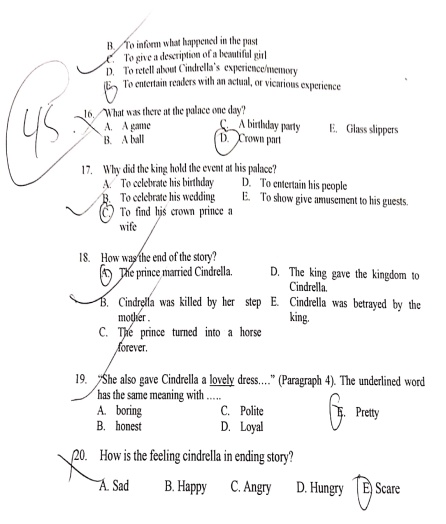 B. To inform what happened in the past
C. To give a description of a beautiful girl
D. To retell about Cindrella's experience/memory
E. To entertain readers with an actual, or vicarious experience
45
16. What was there at the palace one day?
A. A game C. A birthday party E. Glass slippers
B. A ball D. Crown part
17. Why did the king hold the event at his palace?
A. To celebrate his birthday D. To entertain his people
B. To celebrate his wedding E. To show give amusement to his guests.
C. To find his crown prince a
wife
18. How was the end of the story?
A. The prince married Cindrella. D. The king gave the kingdom to
Cindrella.
B. Cindrella was killed by her step E. Cindrella was betrayed by the
mother. king.
C. The prince turned into a horse
forever.
19. "She also gave Cindrella a lovely dress...." (Paragraph 4). The underlined word
has the same meaning with .....
A. boring C. Polite E. Pretty
B. honest D. Loyal
20. How is the feeling cindrella in ending story?
A. Sad B. Happy C. Angry D. Hungry E. Scare